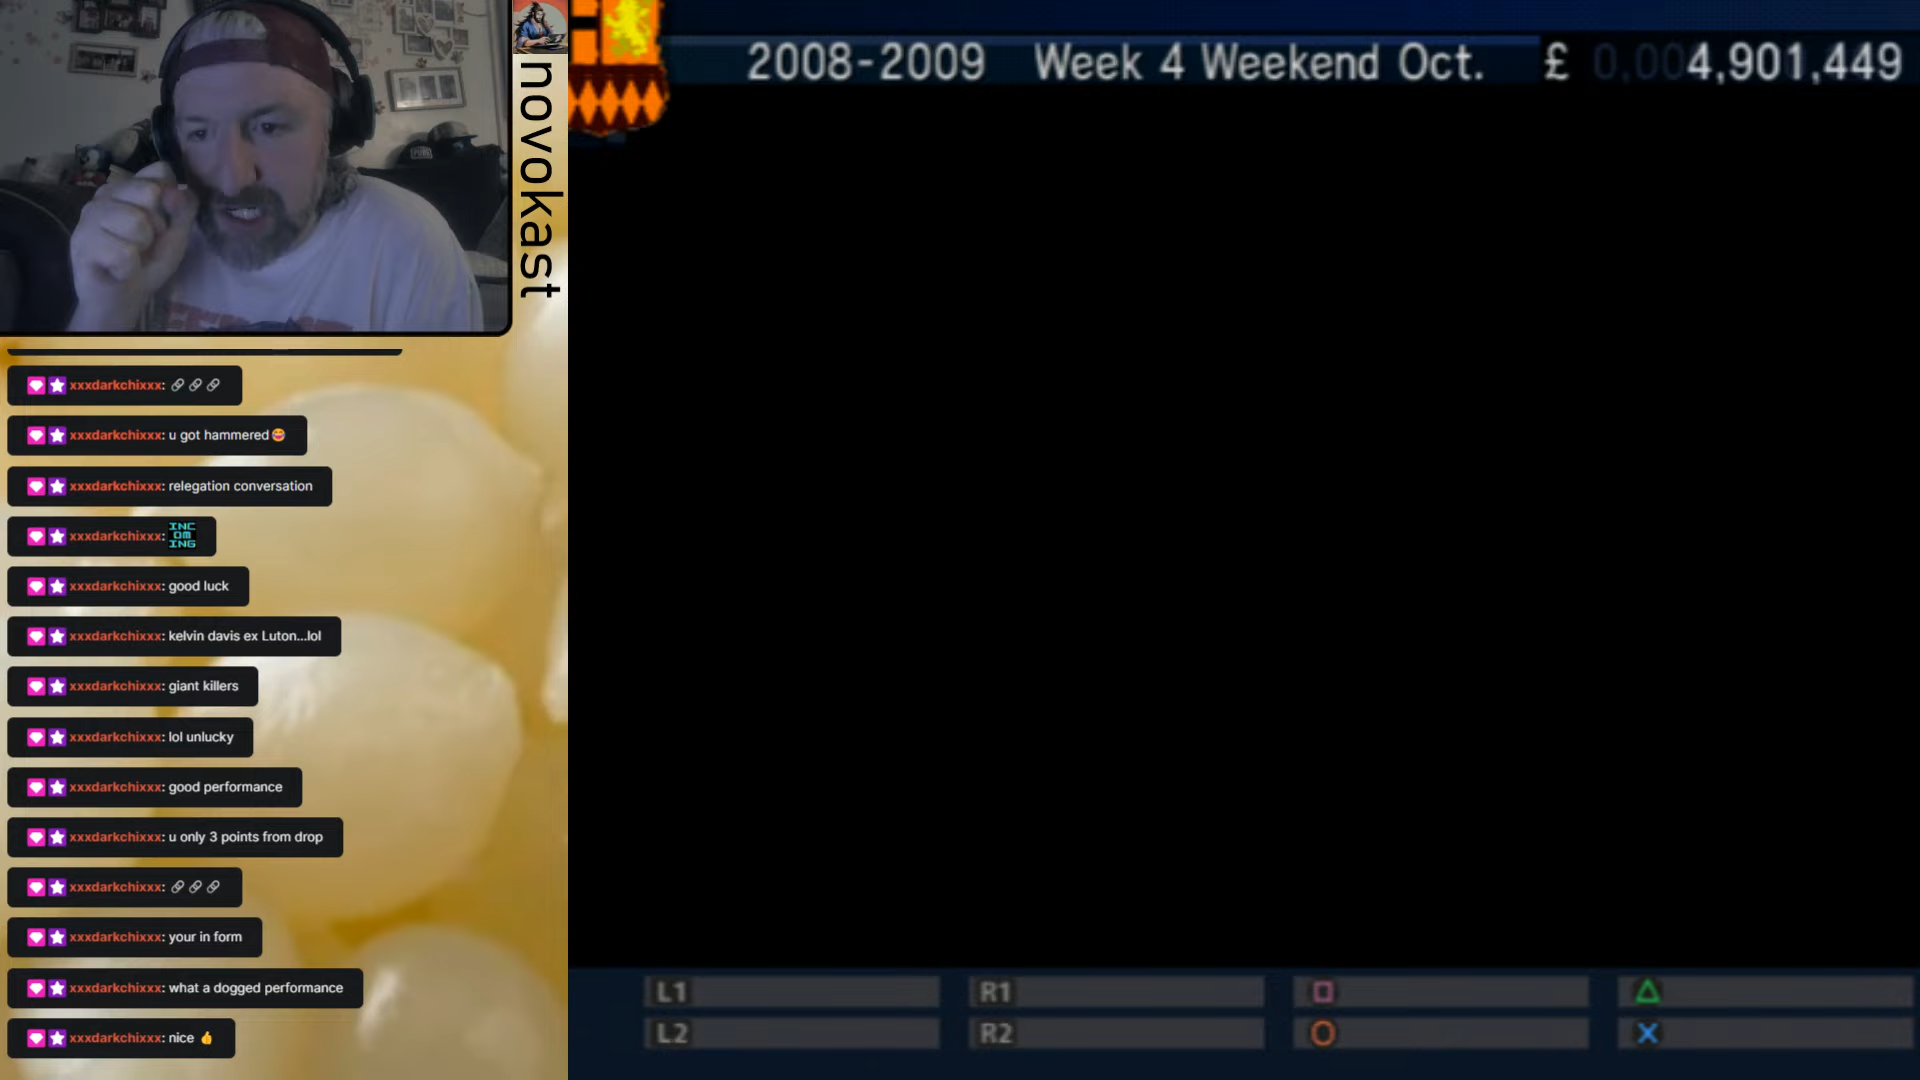 novokast
2008-2009 Week 4 Weekend Oct. £ 0,004,901,449
xxxdarkchixxx: 🔗 🔗 🔗
xxxdarkchixxx: u got hammered😂
xxxdarkchixxx: relegation conversation
xxxdarkchixxx: INC
OM
ING
xxxdarkchixxx: good luck
xxxdarkchixxx: kelvin davis ex Luton...lol
xxxdarkchixxx: giant killers
xxxdarkchixxx: lol unlucky
xxxdarkchixxx: good performance
xxxdarkchixxx: u only 3 points from drop
xxxdarkchixxx: 🔗 🔗 🔗
xxxdarkchixxx: your in form
xxxdarkchixxx: what a dogged performance
xxxdarkchixxx: nice 👍
L1 R1
L2 R2